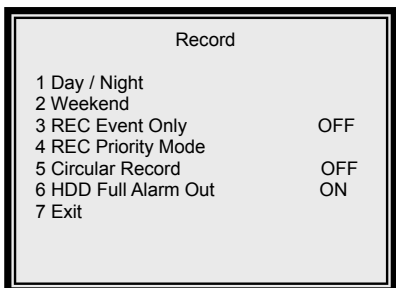 Record
1 Day / Night
2 Weekend
3 REC Event Only OFF
4 REC Priority Mode
5 Circular Record OFF
6 HDD Full Alarm Out ON
7 Exit